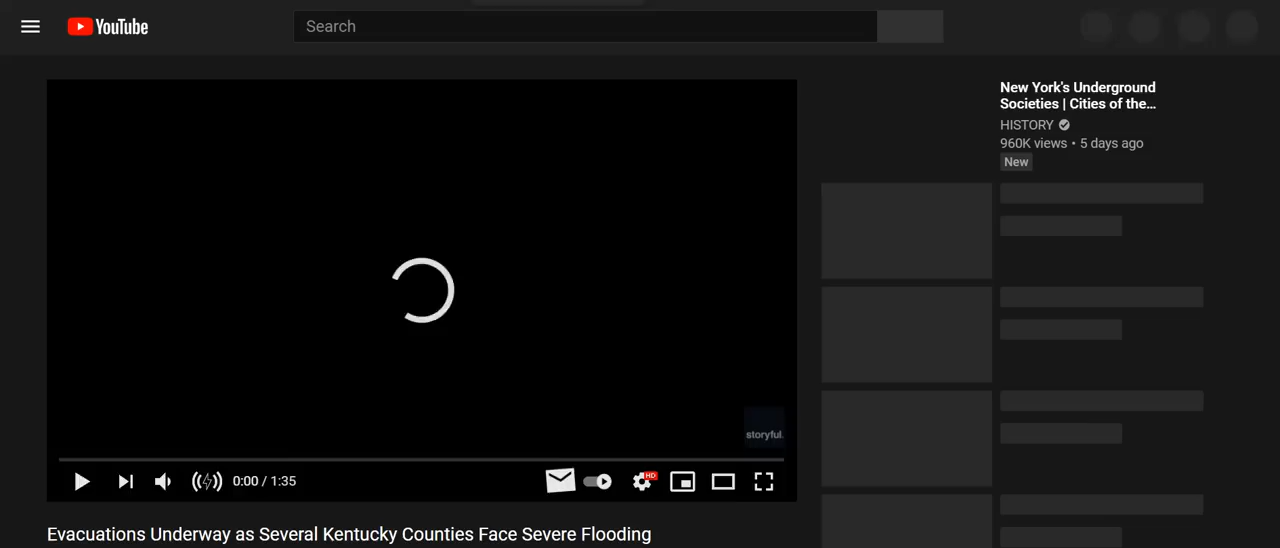 YouTube
Search
New York's Underground
Societies | Cities of the...
HISTORY
960K views • 5 days ago
New
storyful.
0:00 / 1:35
HD
Evacuations Underway as Several Kentucky Counties Face Severe Flooding